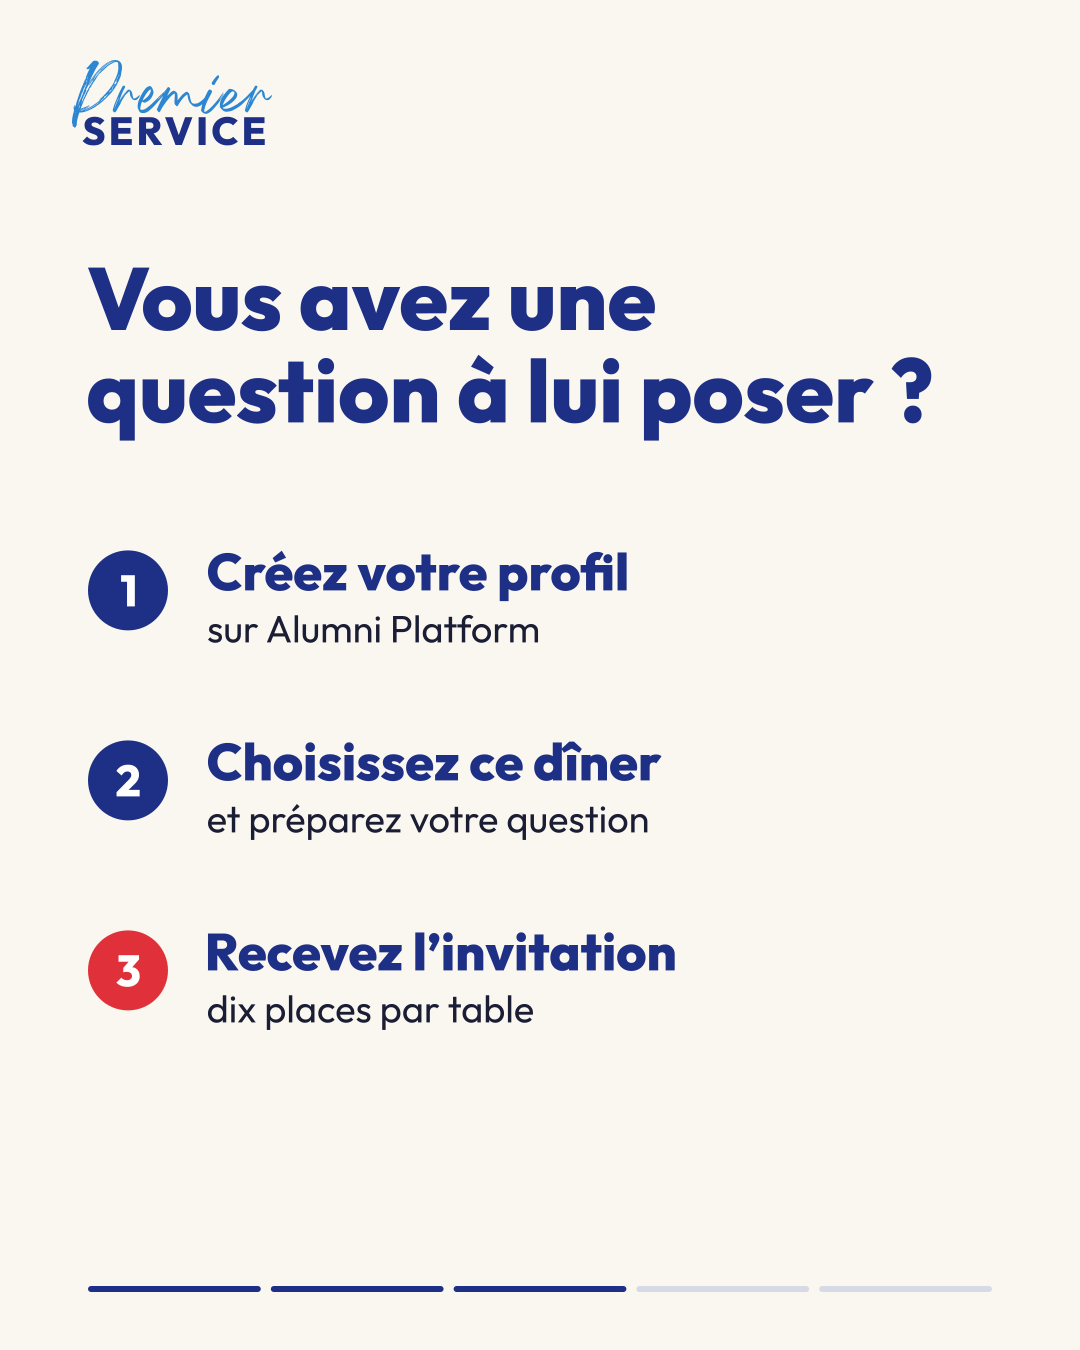 Premier
SERVICE
Vous avez une
question à lui poser ?
1
Créez votre profil
sur Alumni Platform
2
Choisissez ce dîner
et préparez votre question
3
Recevez l’invitation
dix places par table